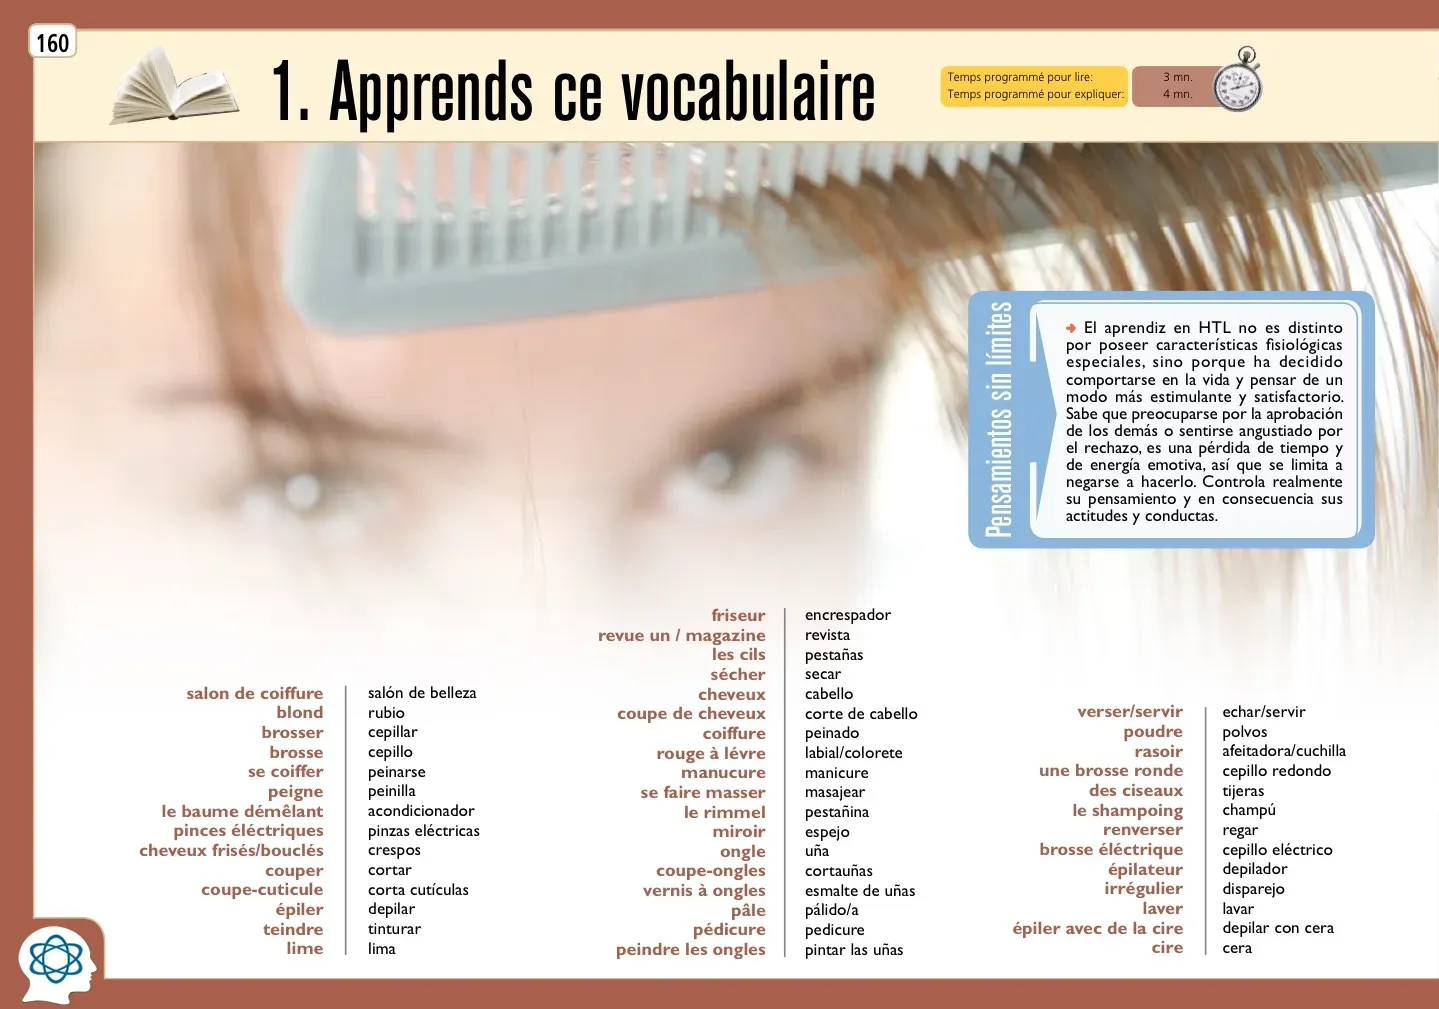 160
1. Apprends ce vocabulaire
Temps programmé pour lire: 3 mn.
Temps programmé pour expliquer: 4 mn.
Pensamientos sin límites
➜ El aprendiz en HTL no es distinto
por poseer características fisiológicas
especiales, sino porque ha decidido
comportarse en la vida y pensar de un
modo más estimulante y satisfactorio.
Sabe que preocuparse por la aprobación
de los demás o sentirse angustiado por
el rechazo, es una pérdida de tiempo y
de energía emotiva, así que se limita a
negarse a hacerlo. Controla realmente
su pensamiento y en consecuencia sus
actitudes y conductas.
salon de coiffure salón de belleza
blond rubio
brosser cepillar
brosse cepillo
se coiffer peinarse
peigne peinilla
le baume démêlant acondicionador
pinces éléctriques pinzas eléctricas
cheveux frisés/bouclés crespos
couper cortar
coupe-cuticule corta cutículas
épiler depilar
teindre tinturar
lime lima
friseur encrespador
revue un / magazine revista
les cils pestañas
sécher secar
cheveux cabello
coupe de cheveux corte de cabello
coiffure peinado
rouge à lévre labial/colorete
manucure manicure
se faire masser masajear
le rimmel pestañina
miroir espejo
ongle uña
coupe-ongles cortauñas
vernis à ongles esmalte de uñas
pâle pálido/a
pédicure pedicure
peindre les ongles pintar las uñas
verser/servir echar/servir
poudre polvos
rasoir afeitadora/cuchilla
une brosse ronde cepillo redondo
des ciseaux tijeras
le shampoing champú
renverser regar
brosse éléctrique cepillo eléctrico
épilateur depilador
irrégulier disparejo
laver lavar
épiler avec de la cire depilar con cera
cire cera